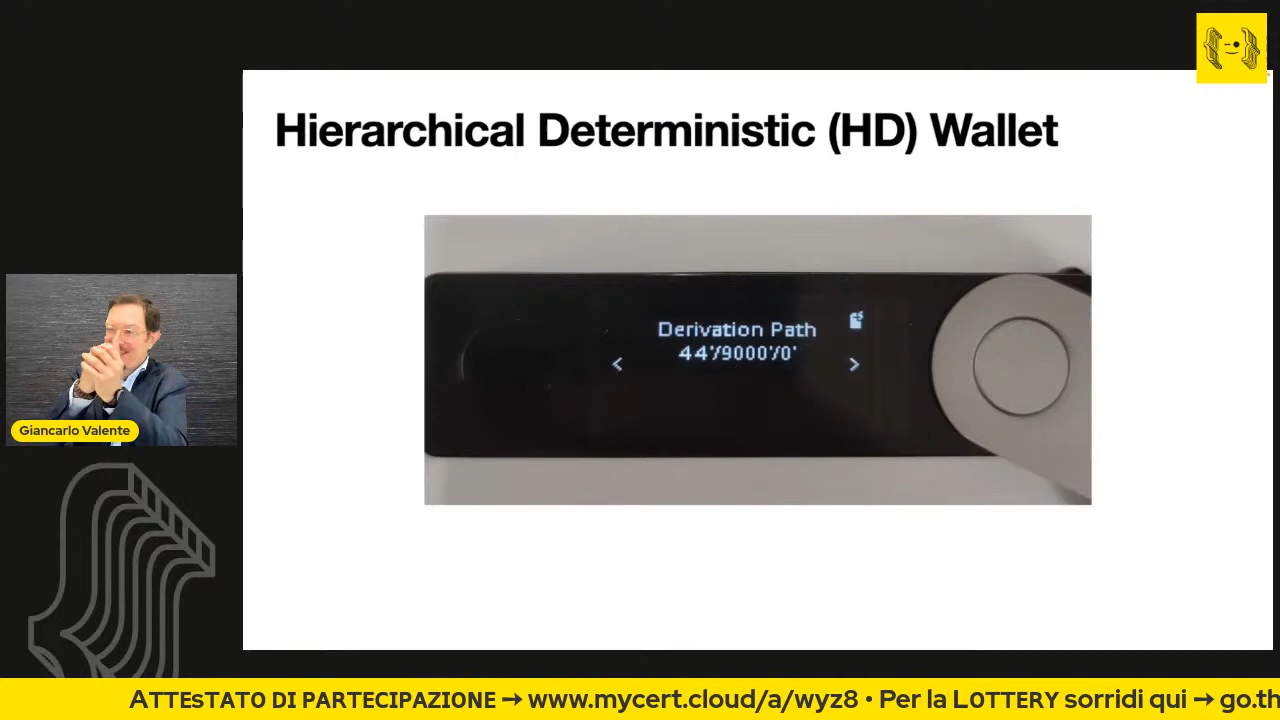 Hierarchical Deterministic (HD) Wallet
Derivation Path
44'/9000'/0'
Giancarlo Valente
ATTEsTATO DI PARTECIPAZIONE → www.mycert.cloud/a/wyz8 • Per la LOTTERY sorridi qui → go.th